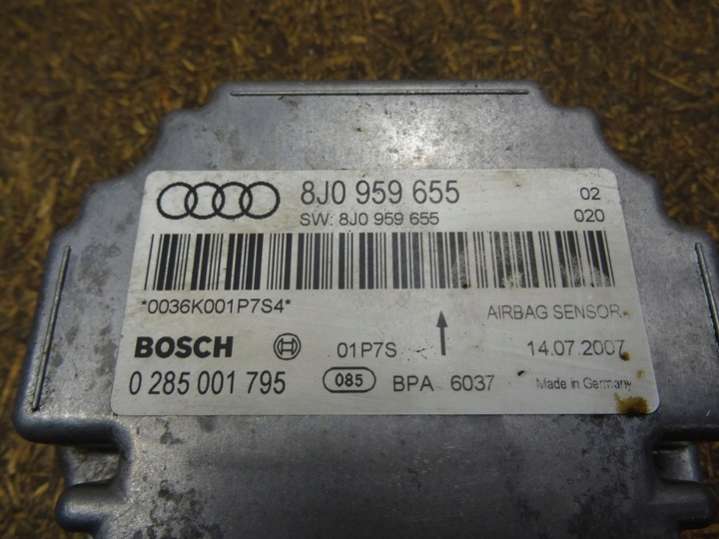 8J0 959 655 02
SW: 8J0 959 655 020
*0036K001P7S4* AIRBAG SENSOR
BOSCH 01P7S 14.07.2007
0 285 001 795 085 BPA 6037 Made in Germany